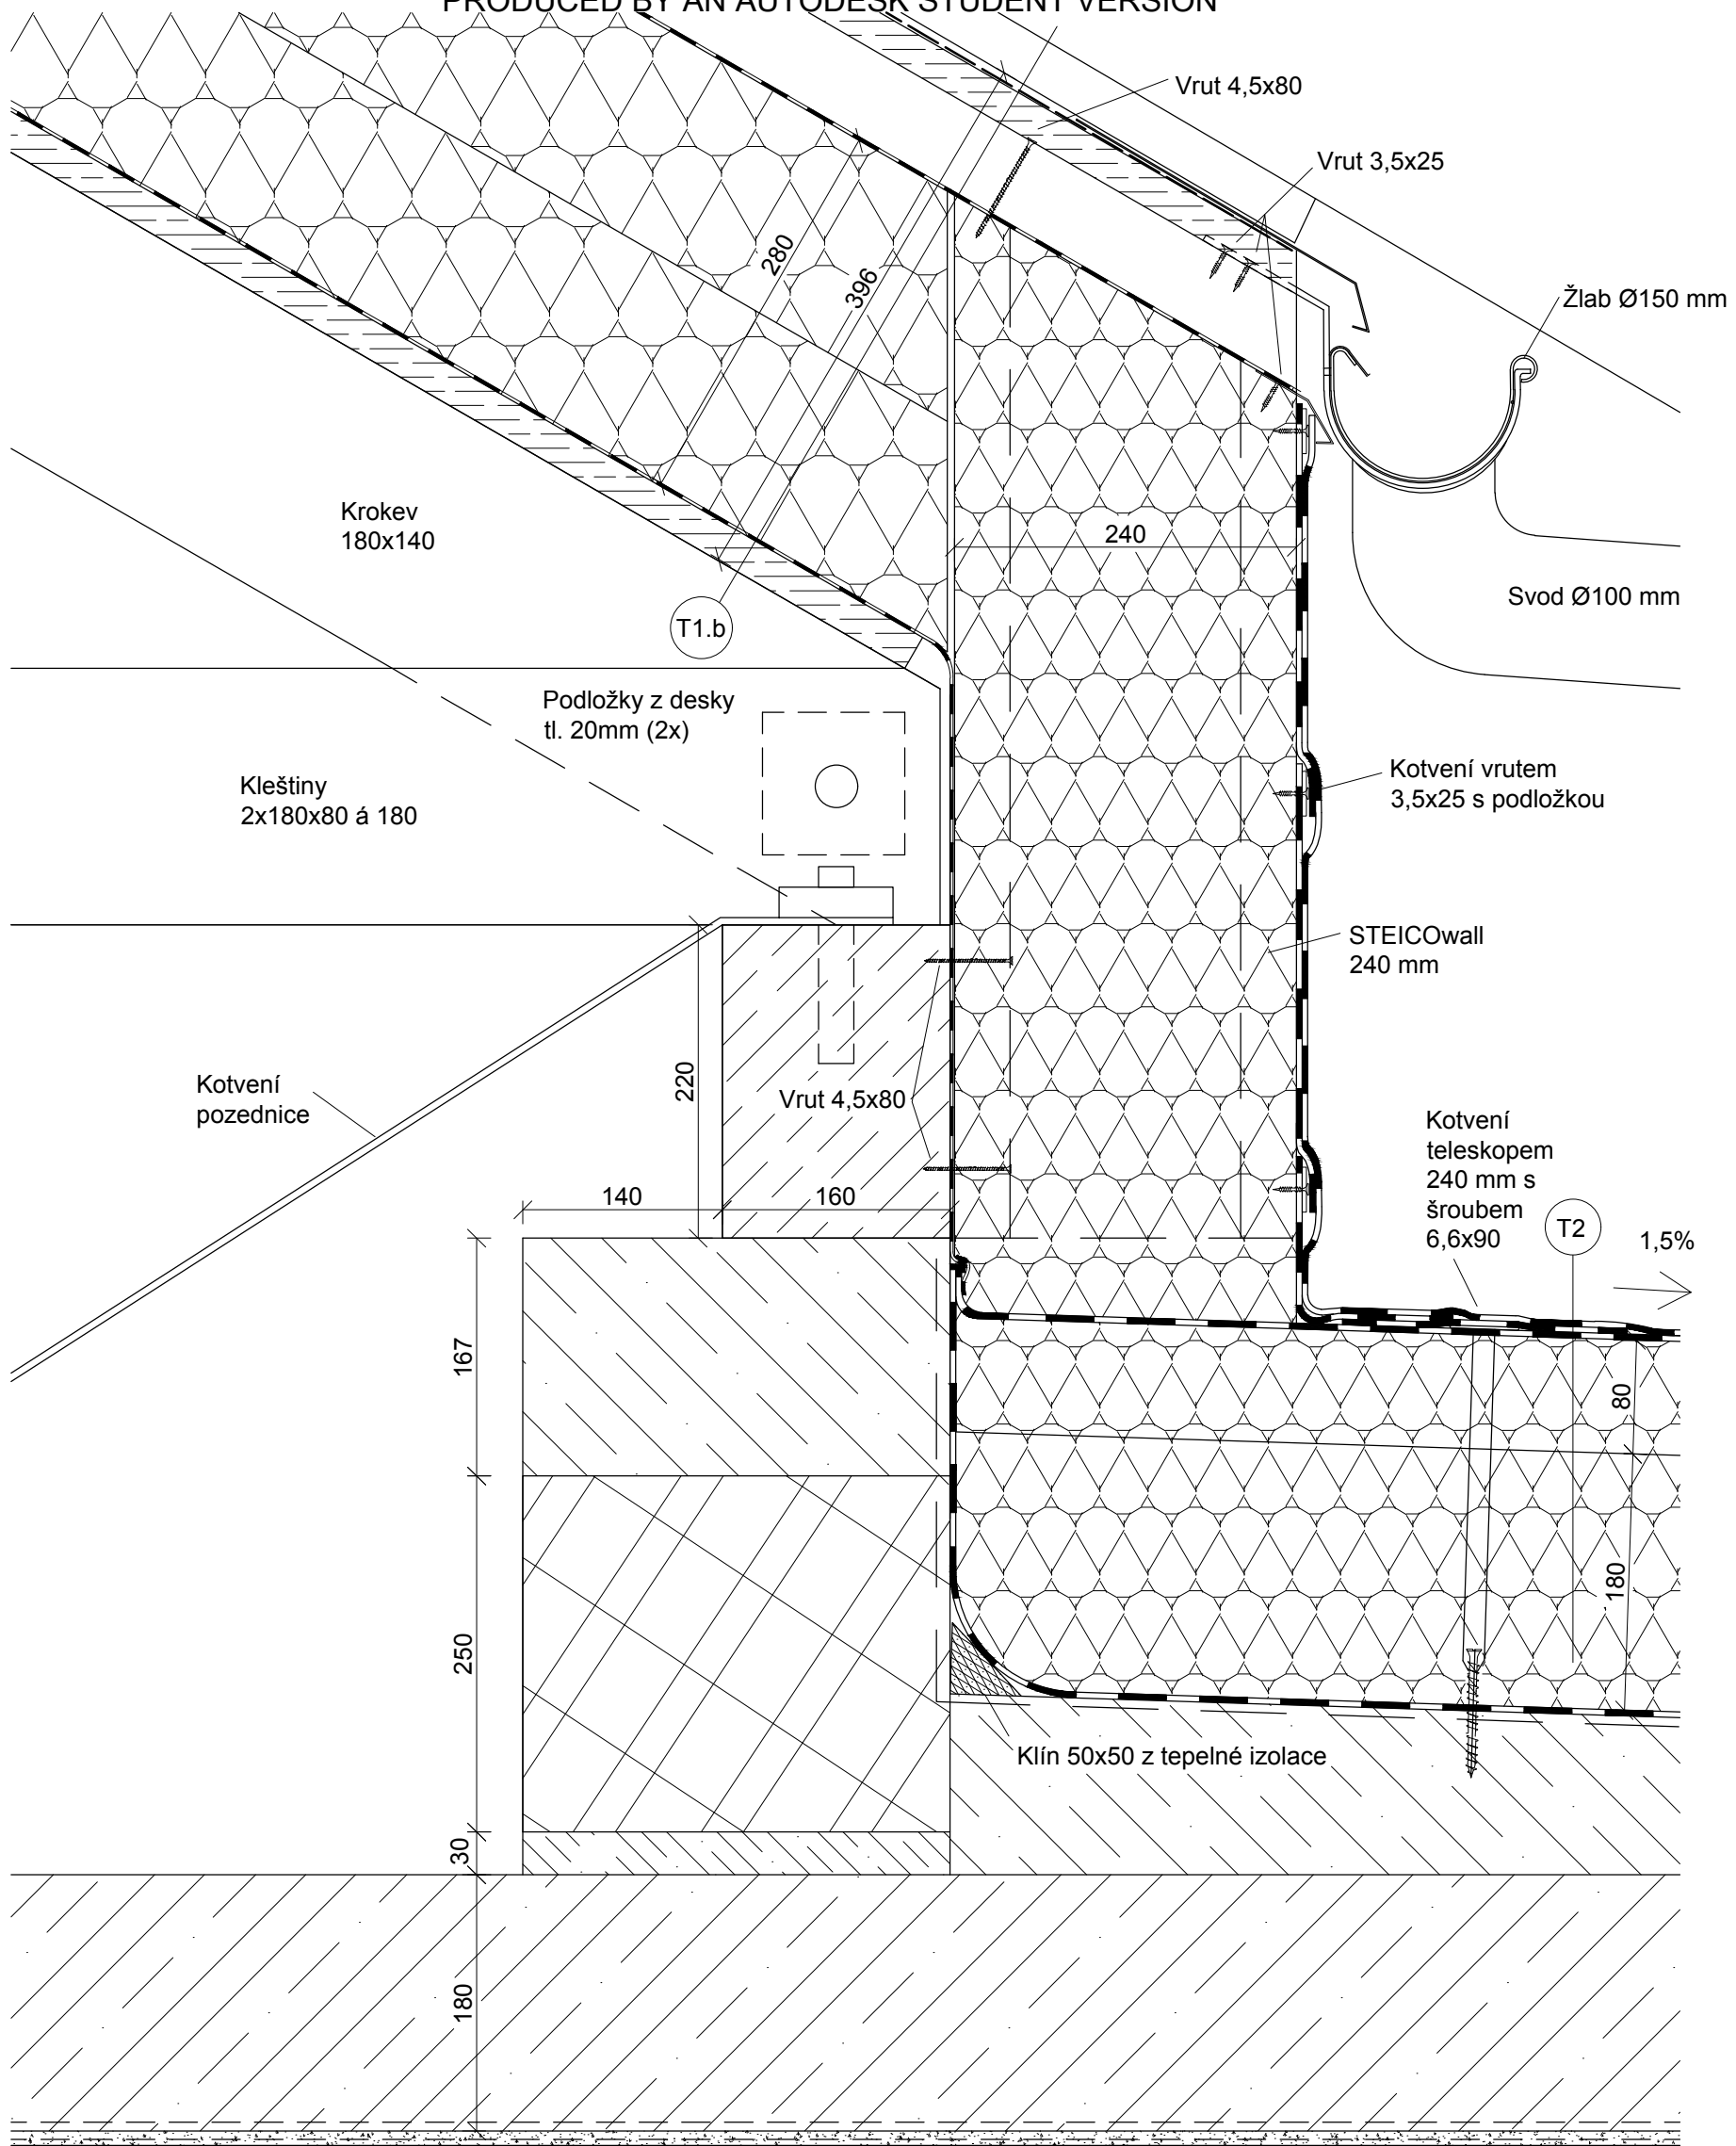 PRODUCED BY AN AUTODESK STUDENT VERSION
Vrut 4,5x80
Vrut 3,5x25
280
396
Žlab Ø150 mm
Krokev
180x140
240
Svod Ø100 mm
T1.b
Podložky z desky
tl. 20mm (2x)
Kleštiny
2x180x80 á 180
Kotvení vrutem
3,5x25 s podložkou
STEICOwall
240 mm
Kotvení
pozednice
220
Vrut 4,5x80
Kotvení
teleskopem
240 mm s
šroubem
6,6x90
T2
1,5%
140
160
167
80
180
250
Klín 50x50 z tepelné izolace
30
180